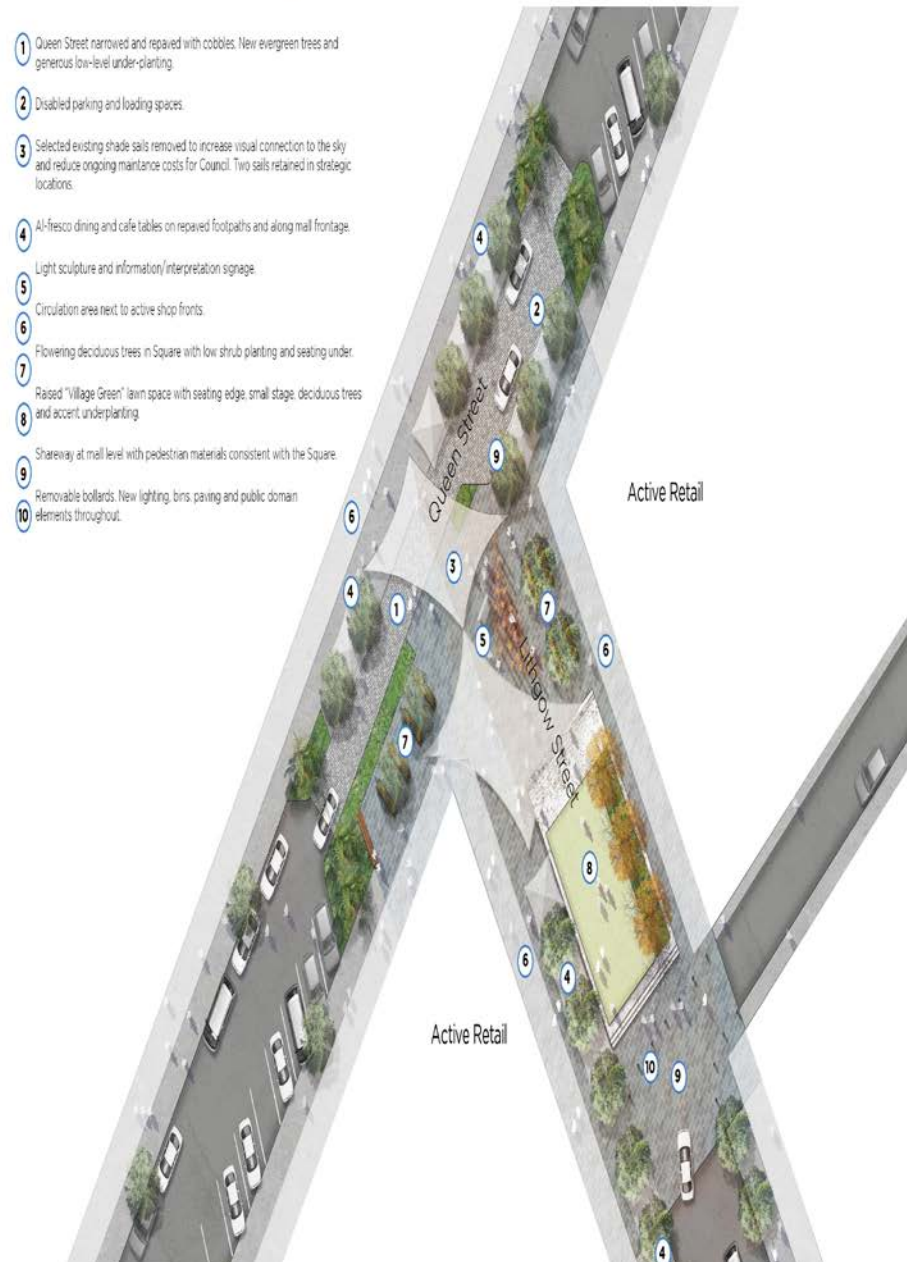 1 Queen Street narrowed and repaved with cobbles. New evergreen trees and
generous low-level under-planting.
2 Disabled parking and loading spaces.
3 Selected existing shade sails removed to increase visual connection to the sky
and reduce ongoing maintance costs for Council. Two sails retained in strategic
locations.
4 Al-fresco dining and cafe tables on repaved footpaths and along mall frontage.
5 Light sculpture and information/interpretation signage.
6 Circulation area next to active shop fronts.
7 Flowering deciduous trees in Square with low shrub planting and seating under.
8 Raised "Village Green" lawn space with seating edge, small stage, deciduous trees
and accent underplanting.
9 Shareway at mall level with pedestrian materials consistent with the Square.
10 Removable bollards. New lighting, bins, paving and public domain
elements throughout.
4
2
Queen Street
9
Active Retail
6
3
4
1
7
5
6
Lithgow Street
7
8
6
4
Active Retail
10
9
4